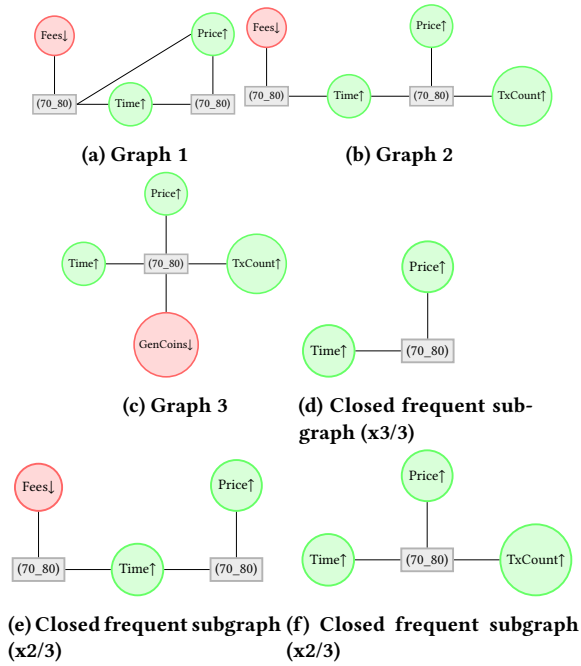 Fees↓
Price↑
(70_80)
Time↑
(70_80)
(a) Graph 1
Fees↓
Price↑
(70_80)
Time↑
(70_80)
TxCount↑
(b) Graph 2
Price↑
Time↑
(70_80)
TxCount↑
GenCoins↓
(c) Graph 3
Price↑
Time↑
(70_80)
(d) Closed frequent sub-
graph (x3/3)
Fees↓
Price↑
(70_80)
Time↑
(70_80)
(e) Closed frequent subgraph
(x2/3)
Price↑
Time↑
(70_80)
TxCount↑
(f) Closed frequent subgraph
(x2/3)